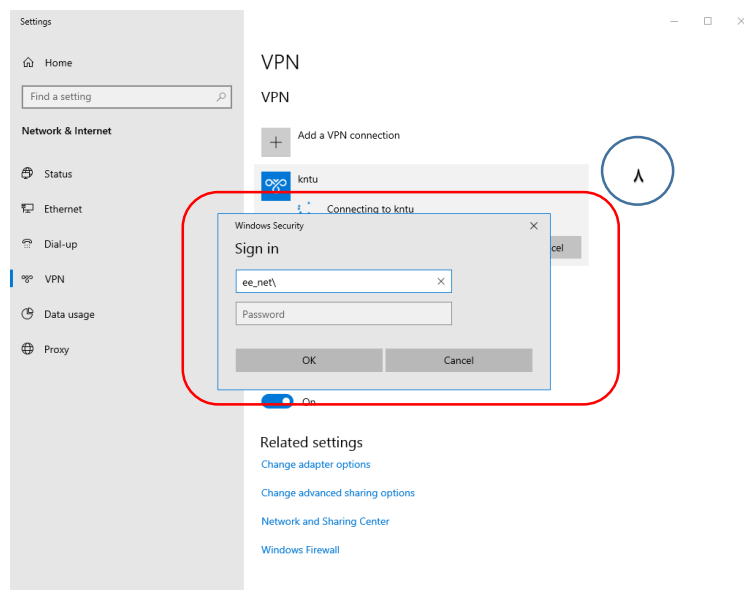 Settings
Home
Find a setting
Network & Internet
Status
Ethernet
Dial-up
VPN
Data usage
Proxy
VPN
VPN
Add a VPN connection
kntu
Connecting to kntu
cel
Windows Security
Sign in
ee_net\
Password
OK
Cancel
On
Related settings
Change adapter options
Change advanced sharing options
Network and Sharing Center
Windows Firewall
۸